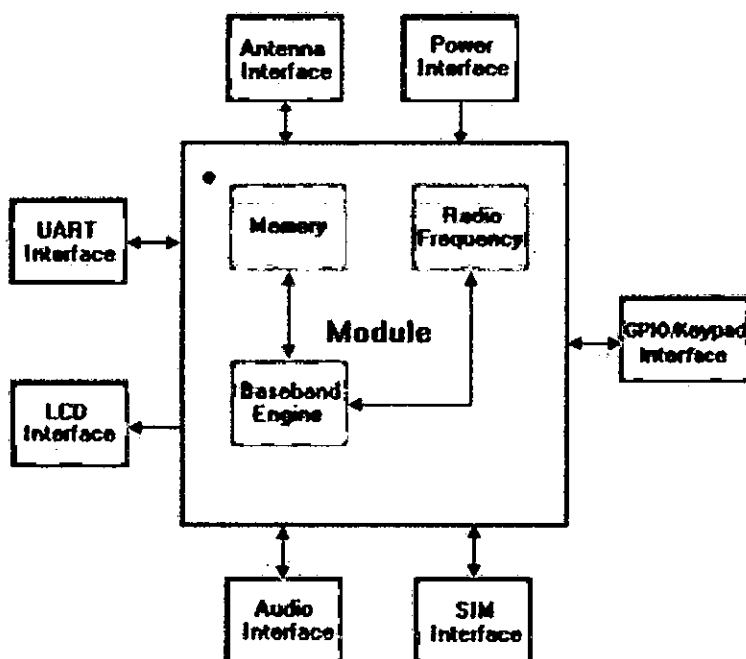 Antenna
Interface
Power
Interface
UART
Interface
Memory
Radio
Frequency
Module
GPIO/Keypad
Interface
Baseband
Engine
LCD
Interface
Audio
Interface
SIM
Interface